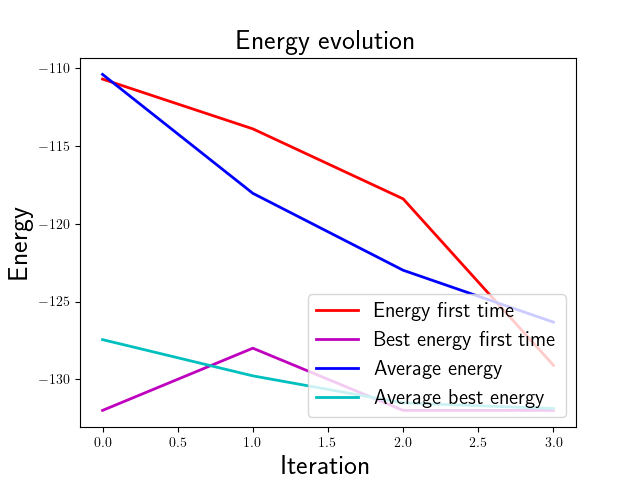 Energy evolution
Energy
−110
−115
−120
−125
−130
0.0 0.5 1.0 1.5 2.0 2.5 3.0
Iteration
Energy first time
Best energy first time
Average energy
Average best energy